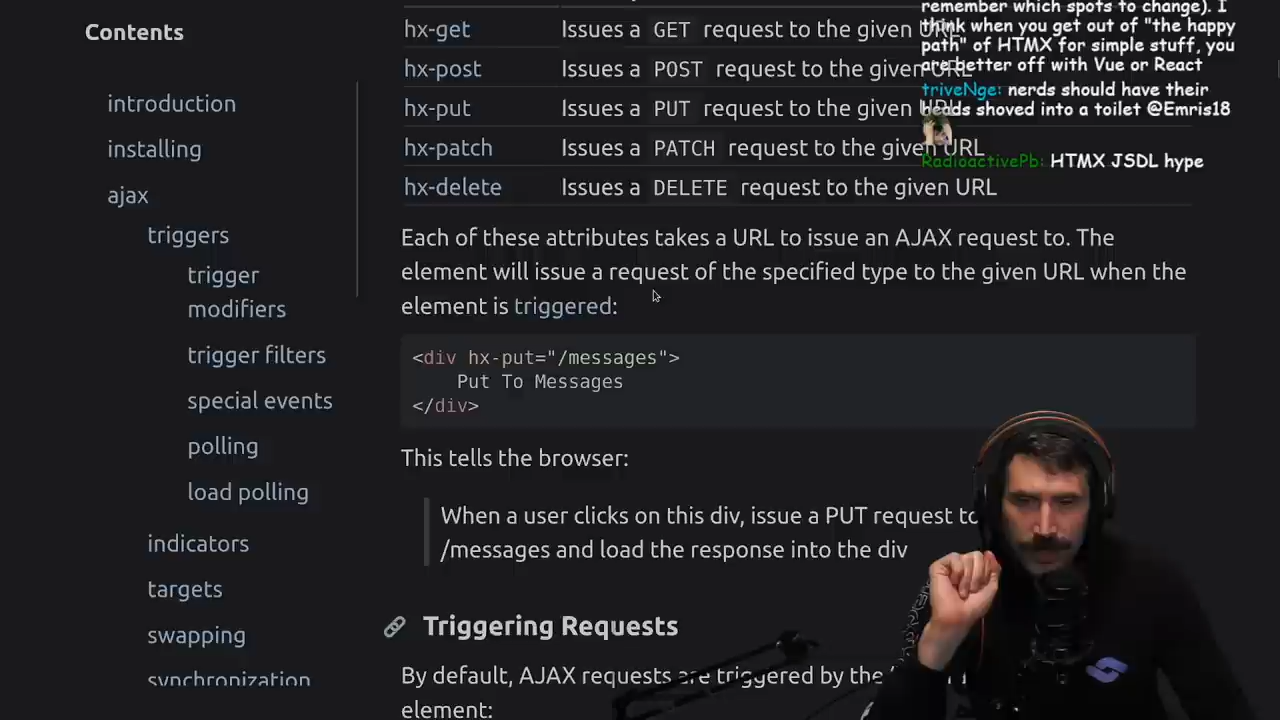 Contents
introduction
installing
ajax
triggers
trigger
modifiers
trigger filters
special events
polling
load polling
indicators
targets
swapping
synchronization
hx-get Issues a GET request to the given URL
hx-post Issues a POST request to the given URL
hx-put Issues a PUT request to the given URL
hx-patch Issues a PATCH request to the given URL
hx-delete Issues a DELETE request to the given URL
Each of these attributes takes a URL to issue an AJAX request to. The
element will issue a request of the specified type to the given URL when the
element is triggered:
<div hx-put="/messages">
Put To Messages
</div>
This tells the browser:
When a user clicks on this div, issue a PUT request to
/messages and load the response into the div
Triggering Requests
By default, AJAX requests are triggered by the
element:
remember which spots to change). I
think when you get out of "the happy
path" of HTMX for simple stuff, you
are better off with Vue or React
triveNge: nerds should have their
heads shoved into a toilet @Emris18
RadioactivePb: HTMX JSDL hype